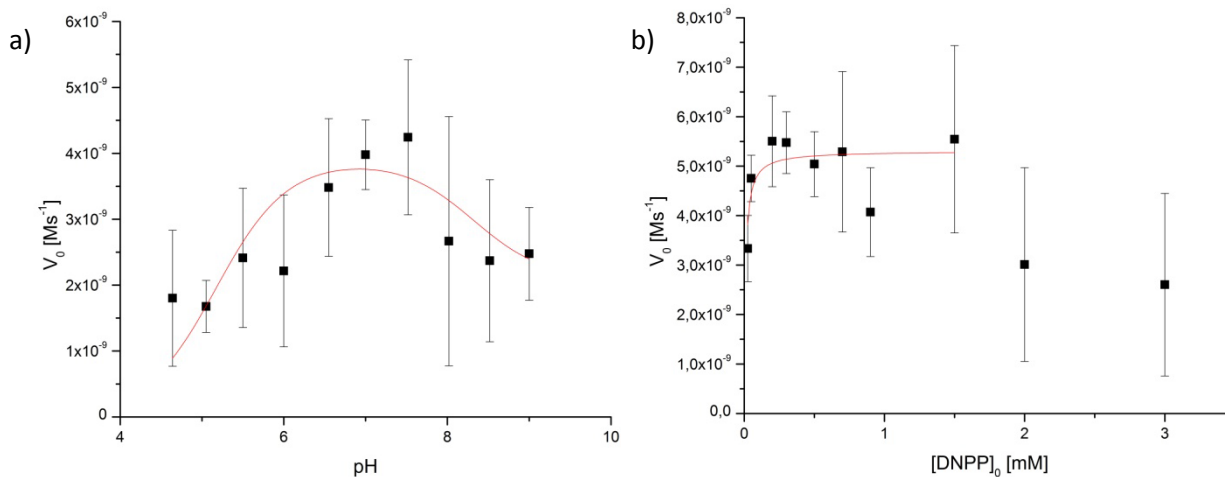 a)
V₀ [Ms⁻¹]
6x10⁻⁹
5x10⁻⁹
4x10⁻⁹
3x10⁻⁹
2x10⁻⁹
1x10⁻⁹
0
4 6 8 10
pH
b)
V₀ [Ms⁻¹]
8,0x10⁻⁹
7,0x10⁻⁹
6,0x10⁻⁹
5,0x10⁻⁹
4,0x10⁻⁹
3,0x10⁻⁹
2,0x10⁻⁹
1,0x10⁻⁹
0,0
0 1 2 3
[DNPP]₀ [mM]